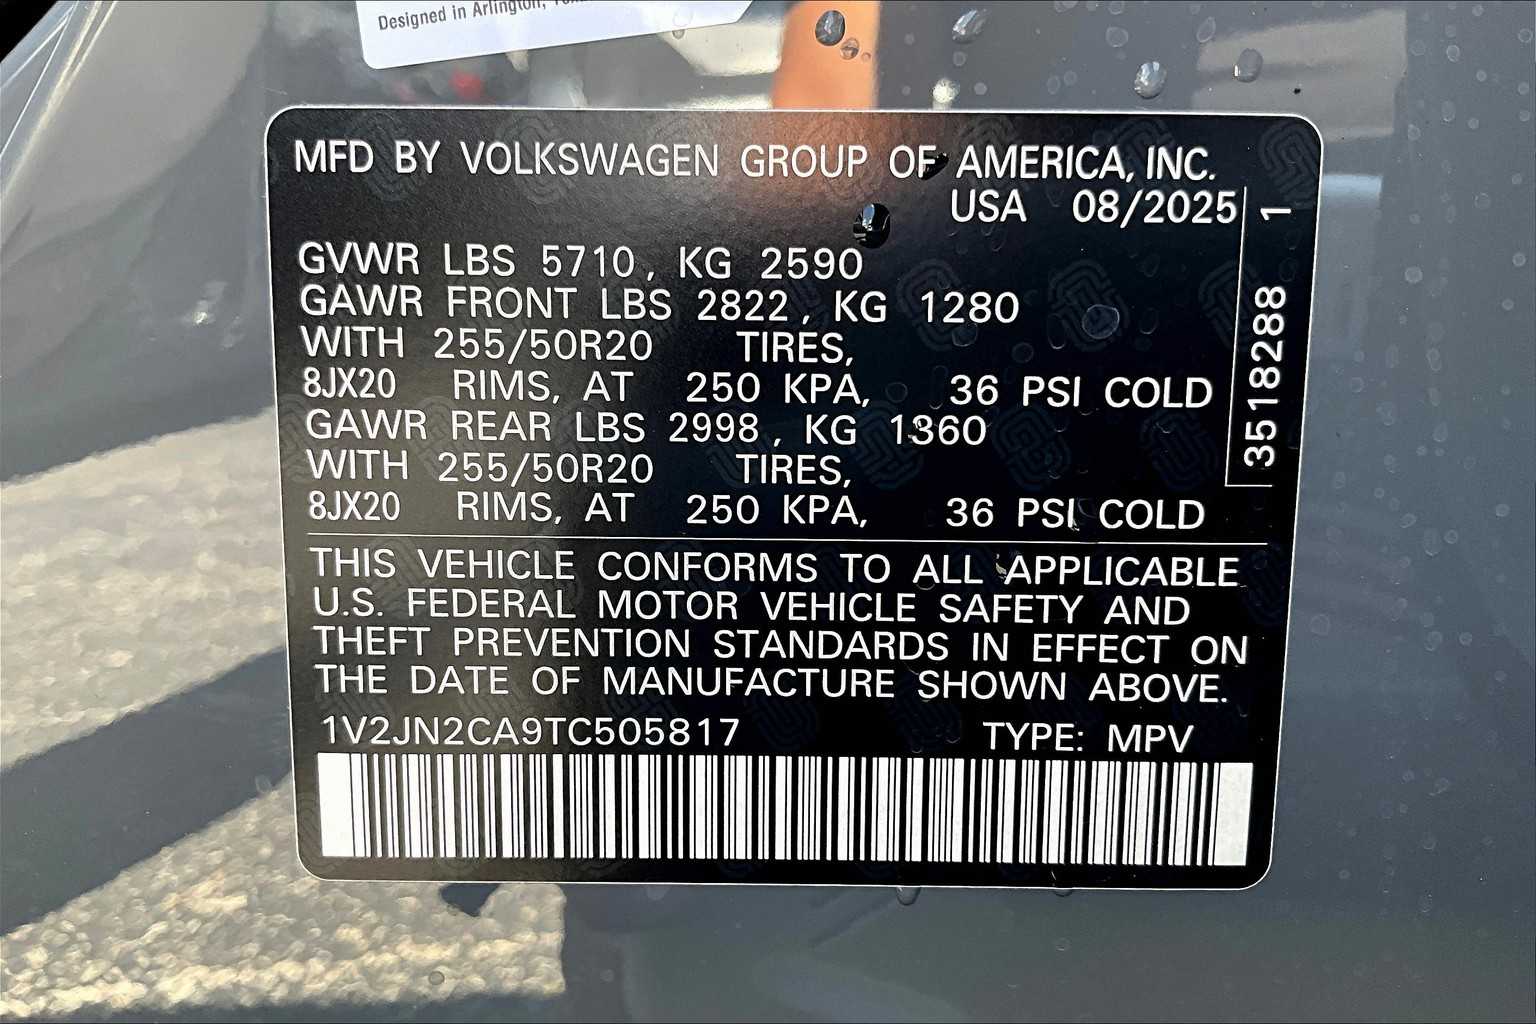 Designed in Arlington, Texas
MFD BY VOLKSWAGEN GROUP OF AMERICA, INC.
USA 08/2025
GVWR LBS 5710, KG 2590
GAWR FRONT LBS 2822, KG 1280
WITH 255/50R20 TIRES,
8JX20 RIMS, AT 250 KPA, 36 PSI COLD
GAWR REAR LBS 2998, KG 1360
WITH 255/50R20 TIRES,
8JX20 RIMS, AT 250 KPA, 36 PSI COLD
THIS VEHICLE CONFORMS TO ALL APPLICABLE
U.S. FEDERAL MOTOR VEHICLE SAFETY AND
THEFT PREVENTION STANDARDS IN EFFECT ON
THE DATE OF MANUFACTURE SHOWN ABOVE.
1V2JN2CA9TC505817 TYPE: MPV
3518288 1